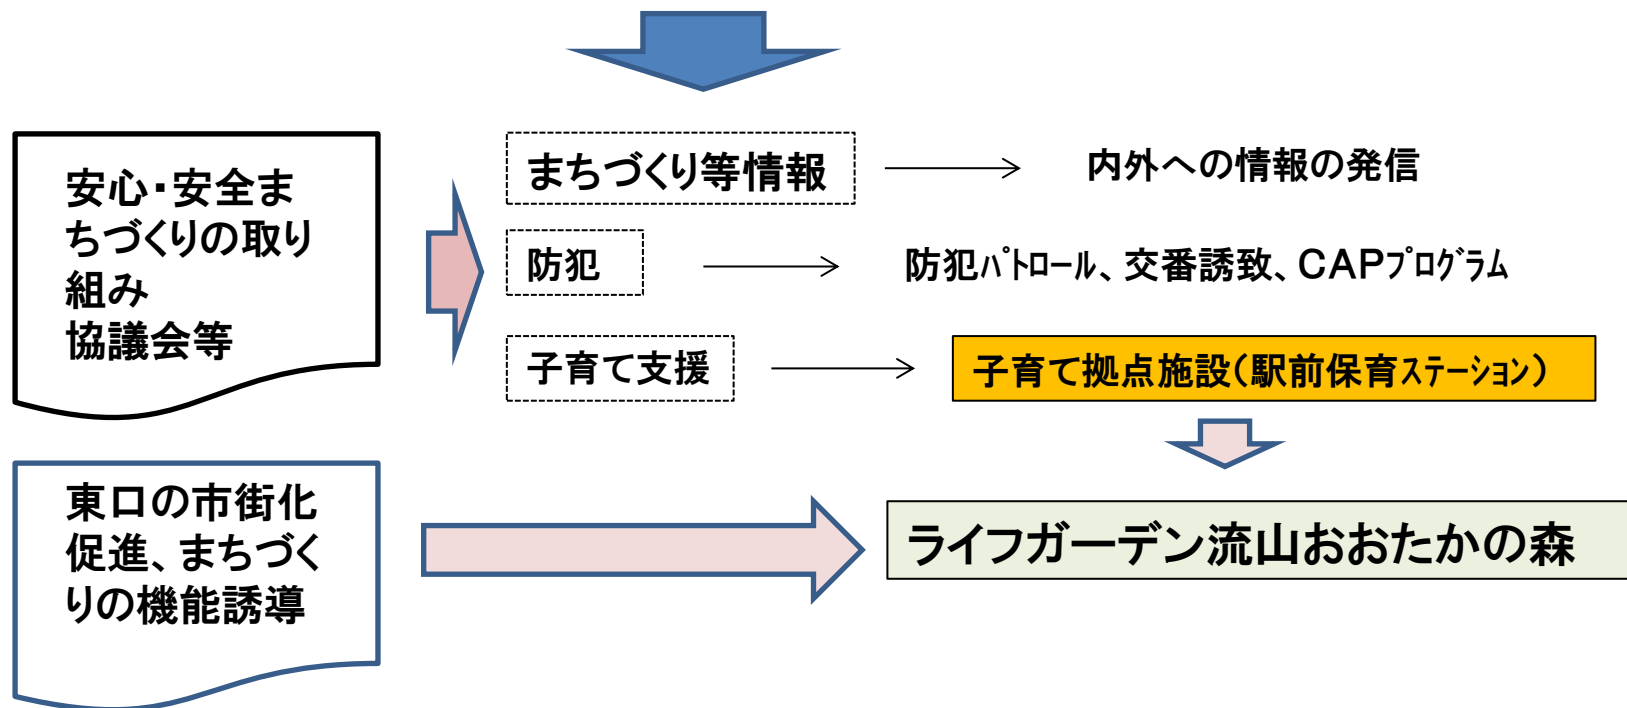 安心・安全ま
ちづくりの取り
組み
協議会等
まちづくり等情報
内外への情報の発信
防犯
防犯ﾊﾟﾄﾛｰﾙ、交番誘致、CAPﾌﾟﾛｸﾞﾗﾑ
子育て支援
子育て拠点施設(駅前保育ｽﾃｰｼｮﾝ)
東口の市街化
促進、まちづく
りの機能誘導
ライフガーデン流山おおたかの森